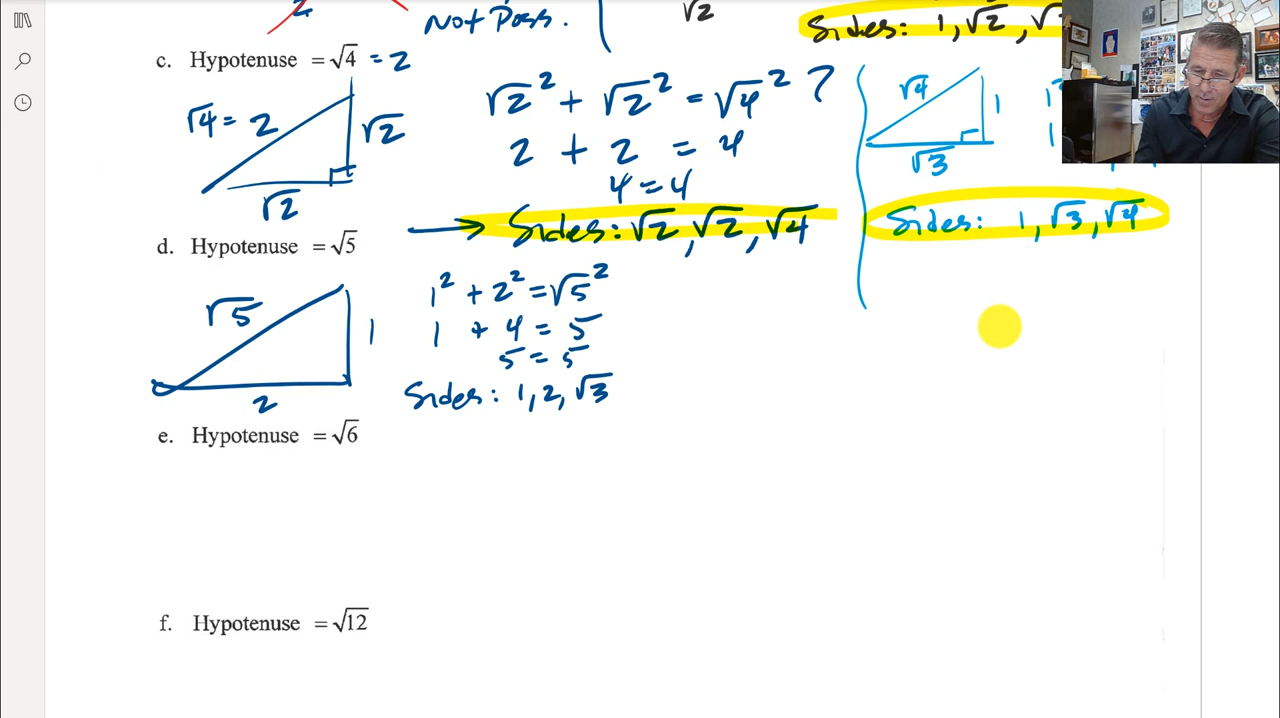 Not Poss.
√2
Sides: 1, √2, √
c. Hypotenuse = √4 = 2
√4 = 2
√2
√2
√2² + √2² = √4² ?
2 + 2 = 4
4 = 4
→ Sides: √2, √2, √4
√4
1
√3
Sides: 1, √3, √4
d. Hypotenuse = √5
√5
1
2
1² + 2² = √5²
1 + 4 = 5
5 = 5
Sides: 1, 2, √3
e. Hypotenuse = √6
f. Hypotenuse = √12